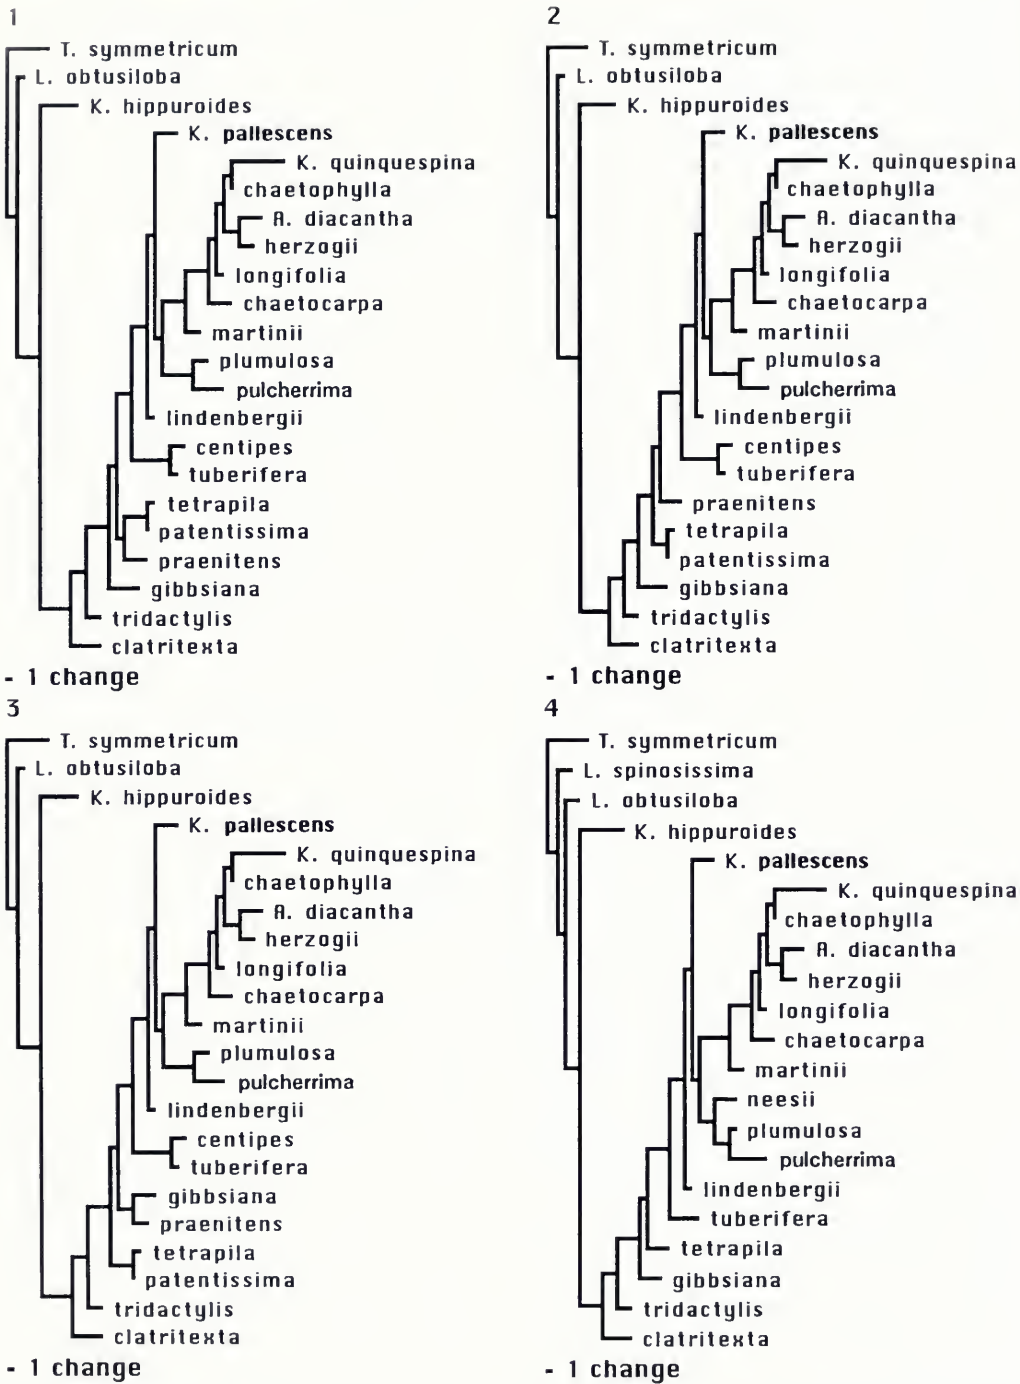 1
T. symmetricum
L. obtusiloba
K. hippuroides
K. pallescens
K. quinquespina
chaetophylla
A. diacantha
herzogii
longifolia
chaetocarpa
martinii
plumulosa
pulcherrima
lindenbergii
centipes
tuberifera
tetrapila
patentissima
praenitens
gibbsiana
tridactylis
clatritexta
- 1 change
2
T. symmetricum
L. obtusiloba
K. hippuroides
K. pallescens
K. quinquespina
chaetophylla
A. diacantha
herzogii
longifolia
chaetocarpa
martinii
plumulosa
pulcherrima
lindenbergii
centipes
tuberifera
praenitens
tetrapila
patentissima
gibbsiana
tridactylis
clatritexta
- 1 change
3
T. symmetricum
L. obtusiloba
K. hippuroides
K. pallescens
K. quinquespina
chaetophylla
A. diacantha
herzogii
longifolia
chaetocarpa
martinii
plumulosa
pulcherrima
lindenbergii
centipes
tuberifera
gibbsiana
praenitens
tetrapila
patentissima
tridactylis
clatritexta
- 1 change
4
T. symmetricum
L. spinosissima
L. obtusiloba
K. hippuroides
K. pallescens
K. quinquespina
chaetophylla
A. diacantha
herzogii
longifolia
chaetocarpa
martinii
neesii
plumulosa
pulcherrima
lindenbergii
tuberifera
tetrapila
gibbsiana
tridactylis
clatritexta
- 1 change